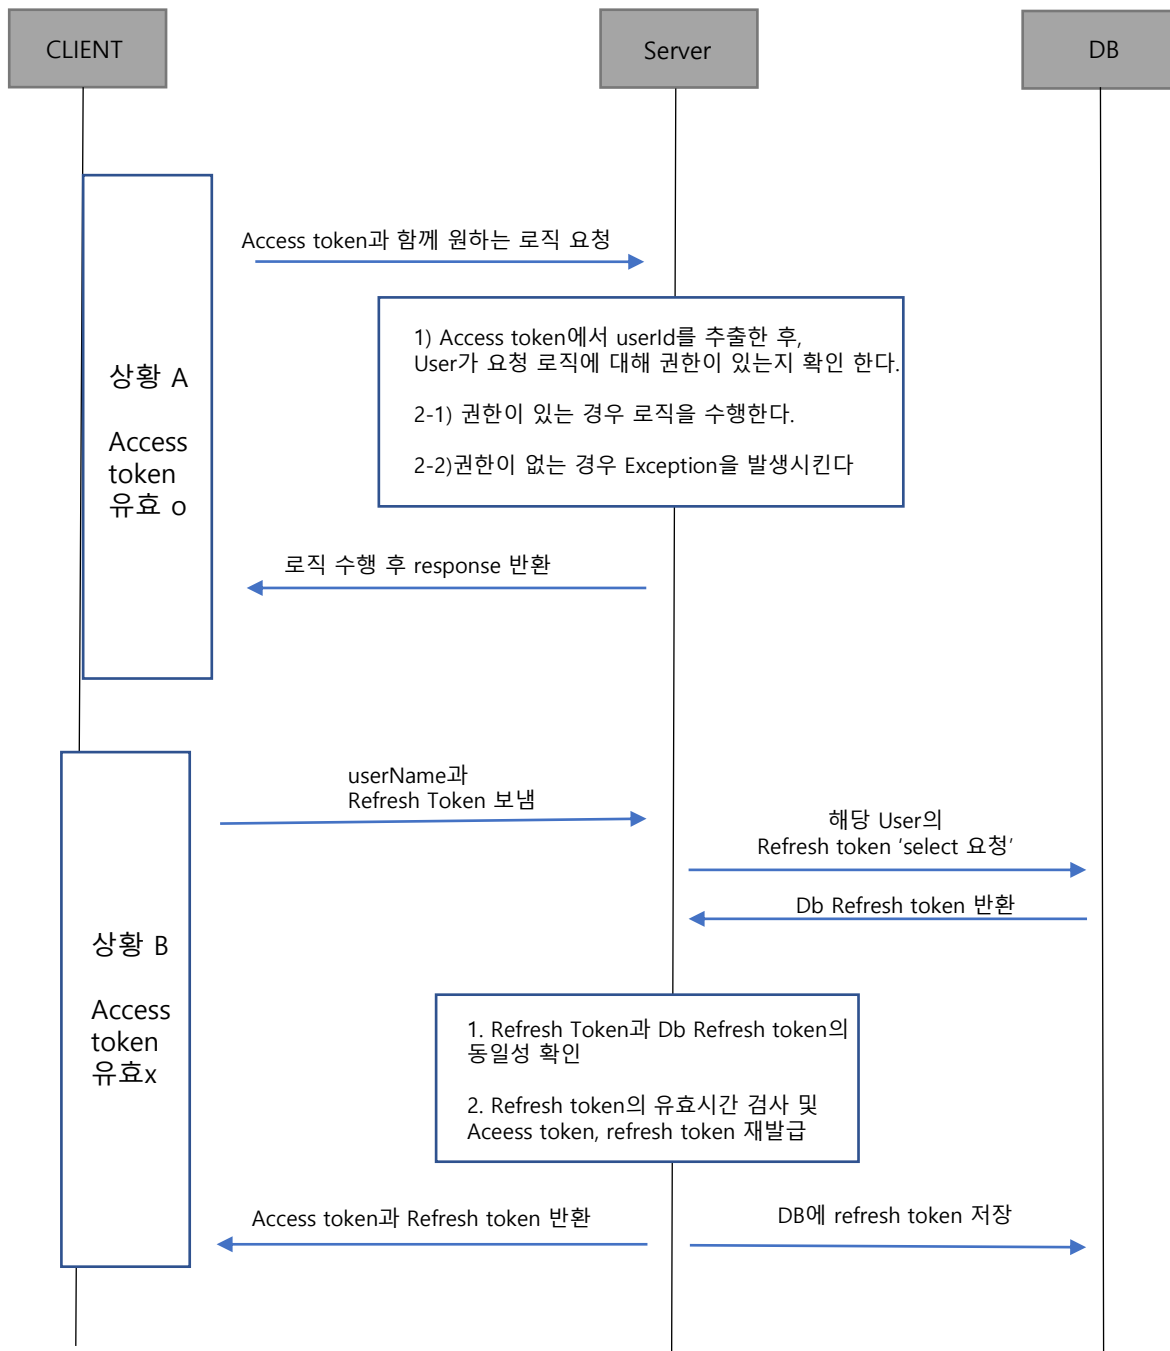 CLIENT
Server
DB
Access token과 함께 원하는 로직 요청
1) Access token에서 userId를 추출한 후,
User가 요청 로직에 대해 권한이 있는지 확인 한다.
2-1) 권한이 있는 경우 로직을 수행한다.
2-2)권한이 없는 경우 Exception을 발생시킨다
상황 A
Access
token
유효 o
로직 수행 후 response 반환
userName과
Refresh Token 보냄
해당 User의
Refresh token ‘select 요청’
Db Refresh token 반환
상황 B
Access
token
유효x
1. Refresh Token과 Db Refresh token의
동일성 확인
2. Refresh token의 유효시간 검사 및
Aceess token, refresh token 재발급
Access token과 Refresh token 반환
DB에 refresh token 저장